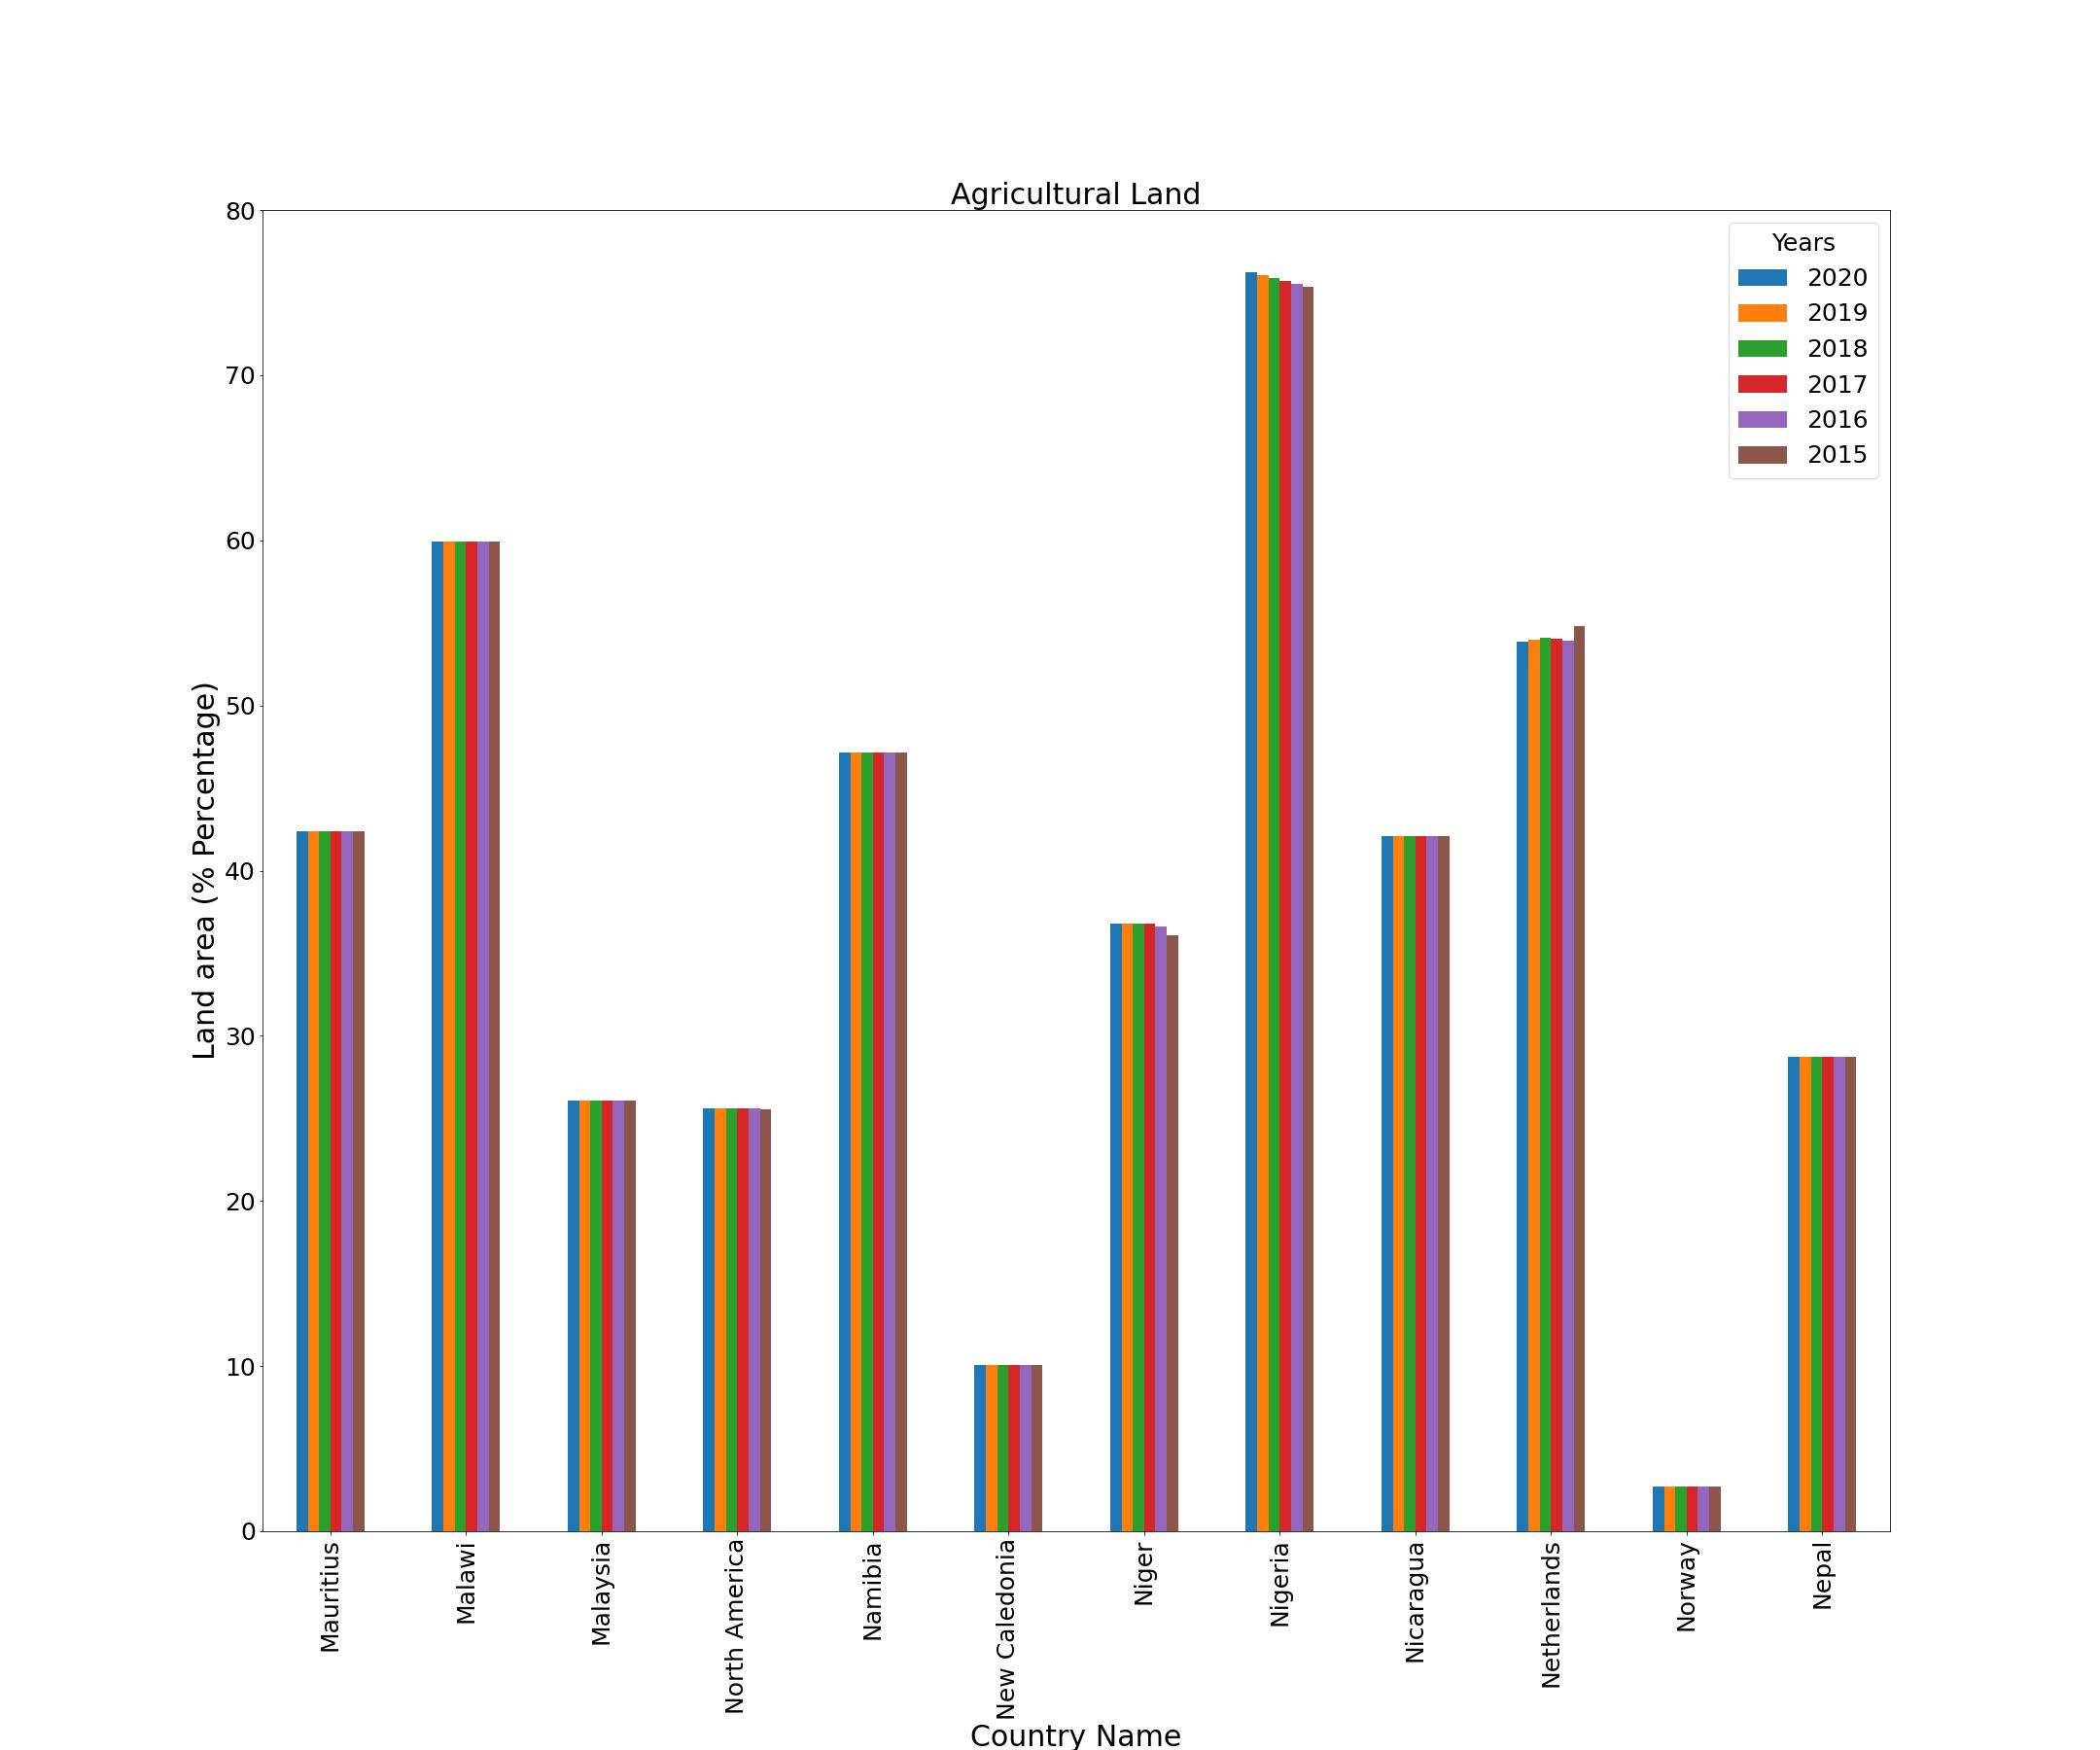 Agricultural Land
Land area (% Percentage)
80
70
60
50
40
30
20
10
0
Years
2020
2019
2018
2017
2016
2015
Mauritius
Malawi
Malaysia
North America
Namibia
New Caledonia
Niger
Nigeria
Nicaragua
Netherlands
Norway
Nepal
Country Name